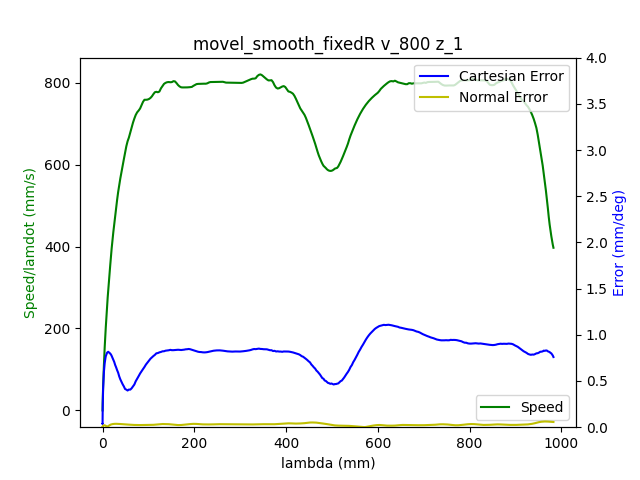 movel_smooth_fixedR v_800 z_1
Cartesian Error
Normal Error
Speed
Speed/lamdot (mm/s)
800
600
400
200
0
4.0
3.5
3.0
2.5
2.0
1.5
1.0
0.5
0.0
Error (mm/deg)
0
200
400
600
800
1000
lambda (mm)